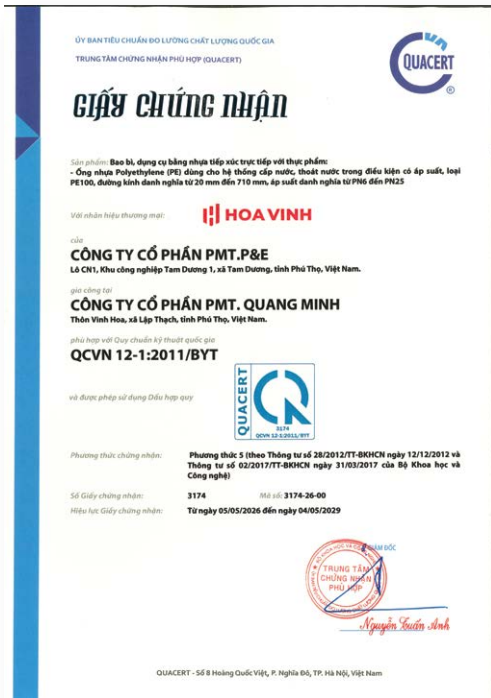 ỦY BAN TIÊU CHUẨN ĐO LƯỜNG CHẤT LƯỢNG QUỐC GIA
TRUNG TÂM CHỨNG NHẬN PHÙ HỢP (QUACERT)
QUACERT
®
GIẤY CHỨNG NHẬN
Sản phẩm: Bao bì, dụng cụ bằng nhựa tiếp xúc trực tiếp với thực phẩm:
- Ống nhựa Polyethylene (PE) dùng cho hệ thống cấp nước, thoát nước trong điều kiện có áp suất, loại
PE100, đường kính danh nghĩa từ 20 mm đến 710 mm, áp suất danh nghĩa từ PN6 đến PN25
Với nhãn hiệu thương mại:
HOA VINH
của
CÔNG TY CỔ PHẦN PMT.P&E
Lô CN1, Khu công nghiệp Tam Dương 1, xã Tam Dương, tỉnh Phú Thọ, Việt Nam.
gia công tại
CÔNG TY CỔ PHẦN PMT. QUANG MINH
Thôn Vinh Hoa, xã Lập Thạch, tỉnh Phú Thọ, Việt Nam.
phù hợp với Quy chuẩn kỹ thuật quốc gia
QCVN 12-1:2011/BYT
và được phép sử dụng Dấu hợp quy
QUACERT
3174
QCVN 12-1:2011/BYT
Phương thức chứng nhận:
Phương thức 5 (theo Thông tư số 28/2012/TT-BKHCN ngày 12/12/2012 và
Thông tư số 02/2017/TT-BKHCN ngày 31/03/2017 của Bộ Khoa học và
Công nghệ)
Số Giấy chứng nhận:
3174
Mã số: 3174-26-00
Hiệu lực Giấy chứng nhận:
Từ ngày 05/05/2026 đến ngày 04/05/2029
GIÁM ĐỐC
TRUNG TÂM
CHỨNG NHẬN
PHÙ HỢP
Nguyễn Tuấn Anh
QUACERT - Số 8 Hoàng Quốc Việt, P. Nghĩa Đô, TP. Hà Nội, Việt Nam